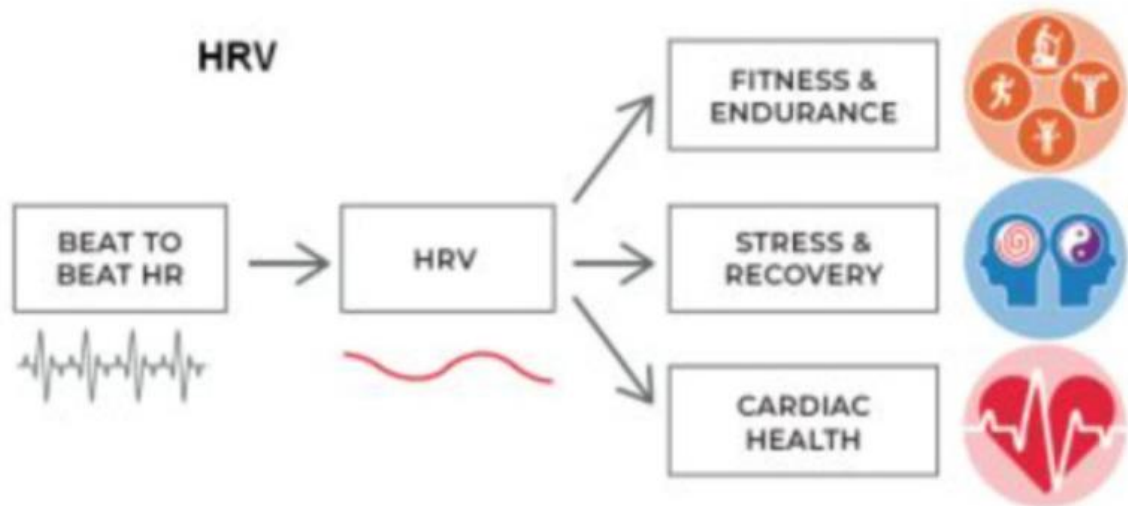 HRV
BEAT TO
BEAT HR
HRV
FITNESS &
ENDURANCE
STRESS &
RECOVERY
CARDIAC
HEALTH